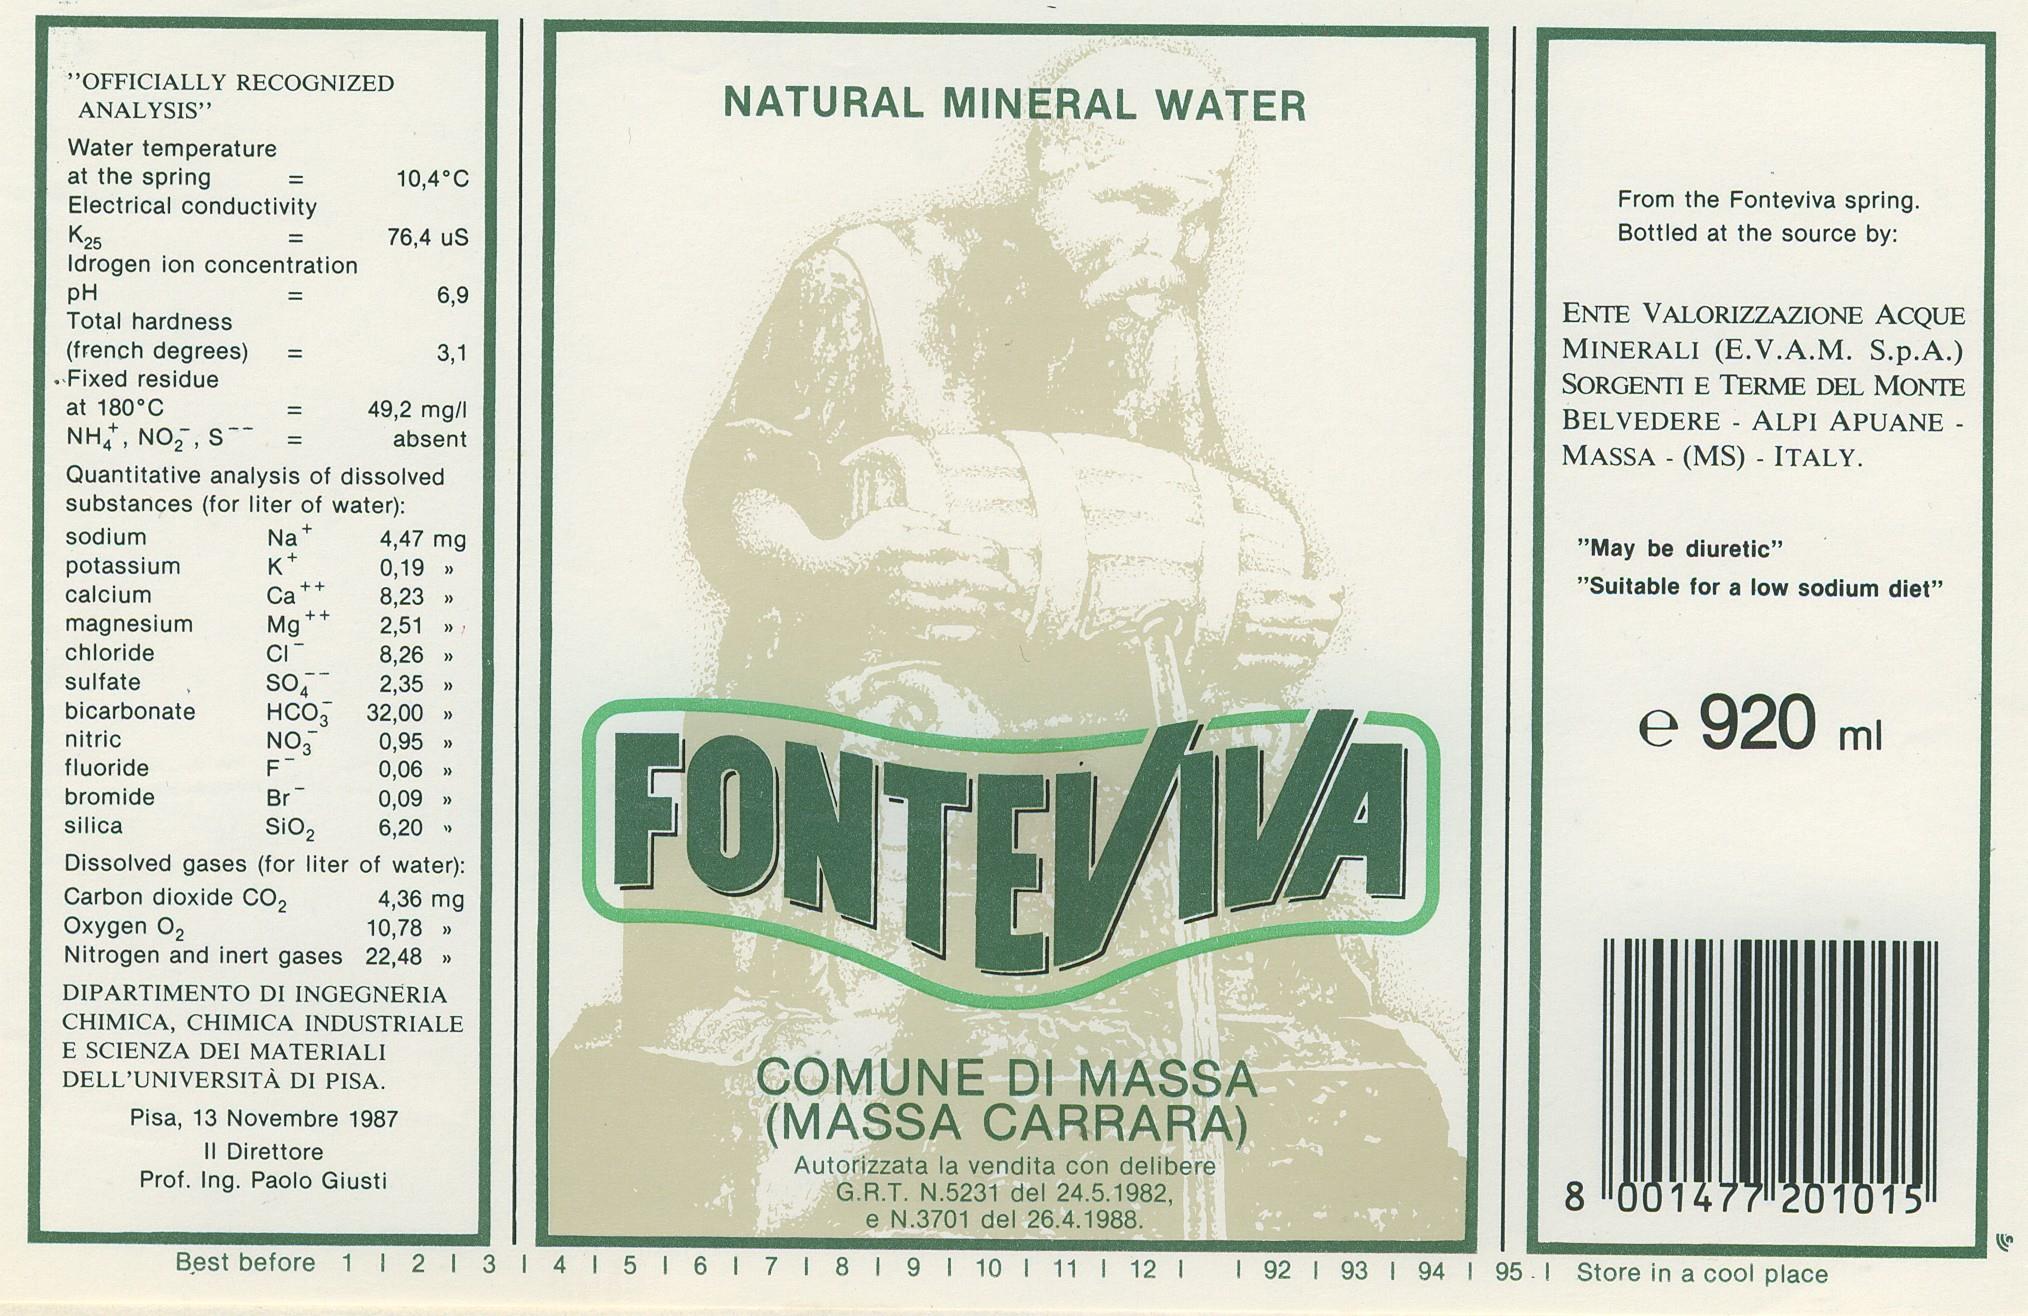 ''OFFICIALLY RECOGNIZED
ANALYSIS''
Water temperature
at the spring = 10,4°C
Electrical conductivity
K25 = 76,4 uS
Idrogen ion concentration
pH = 6,9
Total hardness
(french degrees) = 3,1
Fixed residue
at 180°C = 49,2 mg/l
NH4+, NO2-, S-- = absent
Quantitative analysis of dissolved
substances (for liter of water):
sodium Na+ 4,47 mg
potassium K+ 0,19 »
calcium Ca++ 8,23 »
magnesium Mg++ 2,51 »
chloride Cl- 8,26 »
sulfate SO4-- 2,35 »
bicarbonate HCO3- 32,00 »
nitric NO3- 0,95 »
fluoride F- 0,06 »
bromide Br- 0,09 »
silica SiO2 6,20 »
Dissolved gases (for liter of water):
Carbon dioxide CO2 4,36 mg
Oxygen O2 10,78 »
Nitrogen and inert gases 22,48 »
DIPARTIMENTO DI INGEGNERIA
CHIMICA, CHIMICA INDUSTRIALE
E SCIENZA DEI MATERIALI
DELL'UNIVERSITÀ DI PISA.
Pisa, 13 Novembre 1987
Il Direttore
Prof. Ing. Paolo Giusti
NATURAL MINERAL WATER
FONTEVIVA
COMUNE DI MASSA
(MASSA CARRARA)
Autorizzata la vendita con delibere
G.R.T. N.5231 del 24.5.1982,
e N.3701 del 26.4.1988.
From the Fonteviva spring.
Bottled at the source by:
ENTE VALORIZZAZIONE ACQUE
MINERALI (E.V.A.M. S.p.A.)
SORGENTI E TERME DEL MONTE
BELVEDERE - ALPI APUANE -
MASSA - (MS) - ITALY.
''May be diuretic''
''Suitable for a low sodium diet''
℮ 920 ml
8 001477 201015
Best before 1 | 2 | 3 | 4 | 5 | 6 | 7 | 8 | 9 | 10 | 11 | 12 | | 92 | 93 | 94 | 95 | Store in a cool place